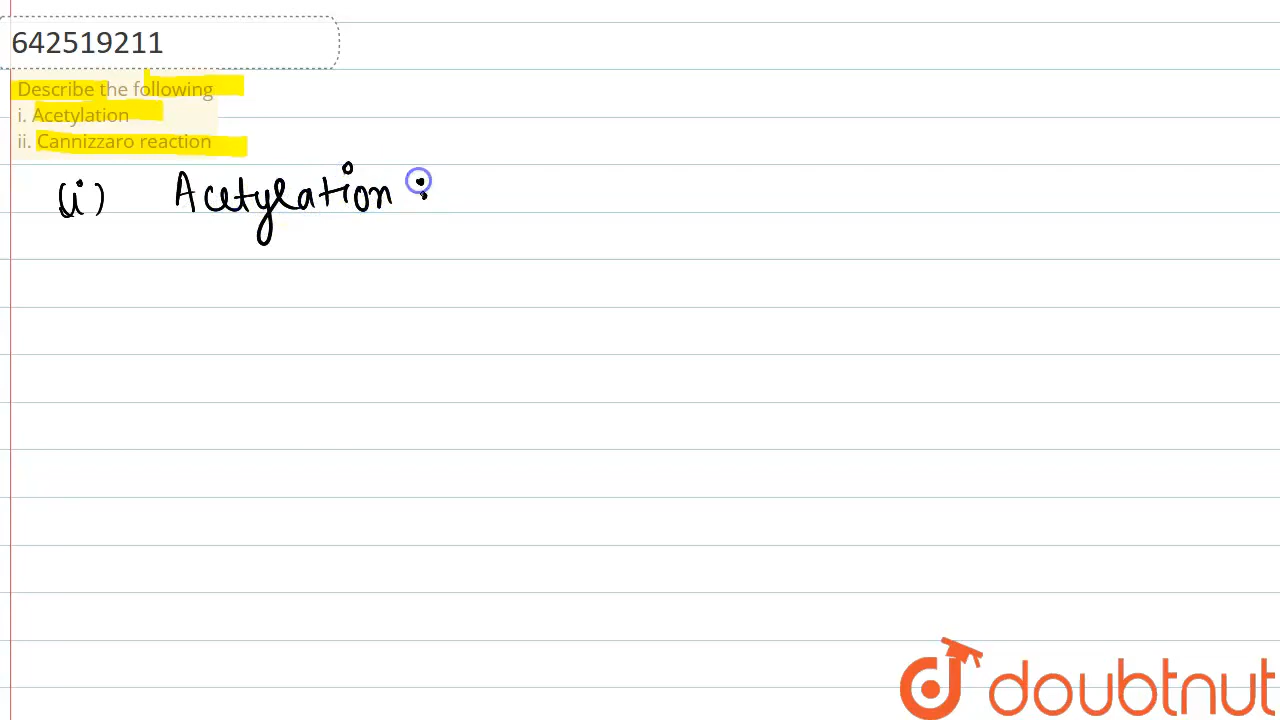 642519211
Describe the following
i. Acetylation
ii. Cannizzaro reaction
(i) Acetylation :
doubtnut